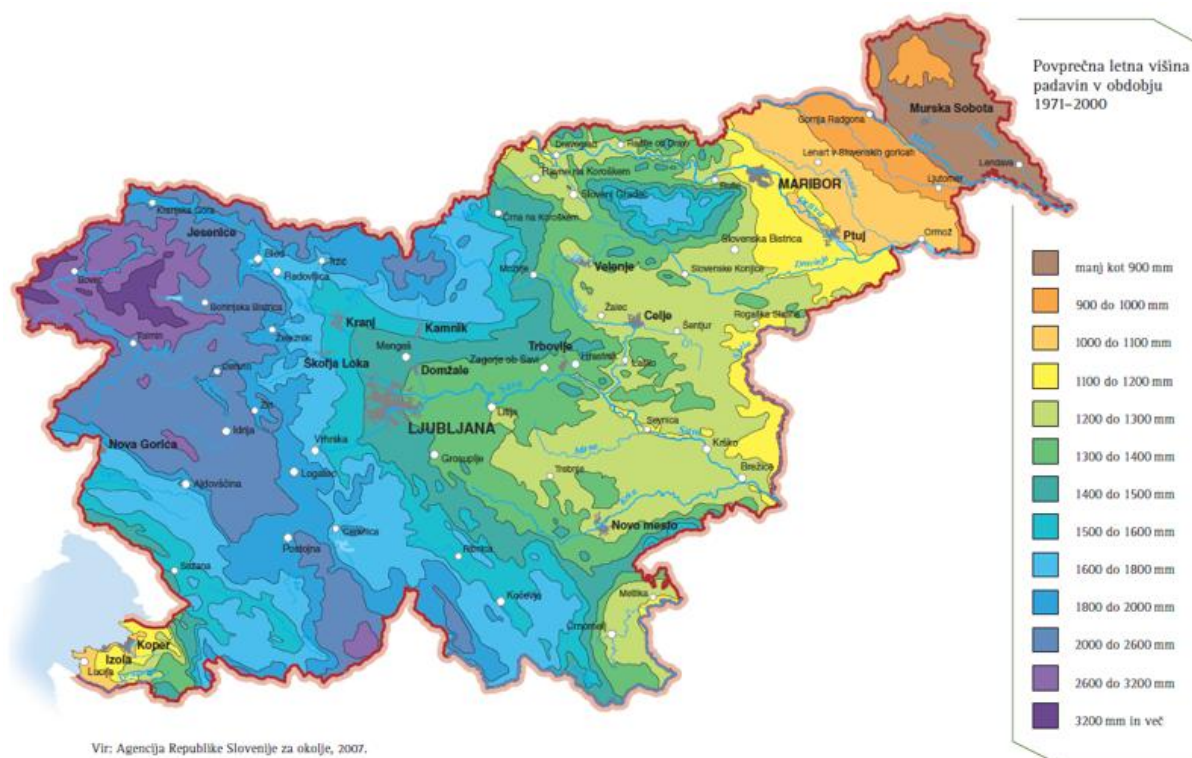 Povprečna letna višina
padavin v obdobju
1971–2000
Murska Sobota
Gornja Radgona
Lenart v Slovenskih goricah
Lendava
Ljutomer
Dravograd
Radlje ob Dravi
Ravne na Koroškem
Slovenj Gradec
Ruše
MARIBOR
Drava
Ptuj
Ormož
Črna na Koroškem
Slovenska Bistrica
Dravinja
Kranjska Gora
Jesenice
Velenje
Slovenske Konjice
Bled
Tržič
Radovljica
Mozirje
Bovec
Bohinjska Bistrica
Žalec
Celje
Rogaška Slatina
Šentjur
Kranj
Kamnik
Tolmin
Železniki
Mengeš
Trbovlje
Škofja Loka
Zagorje ob Savi
Hrastnik
Laško
Cerkno
Domžale
Sava
Žiri
Litija
LJUBLJANA
Idrija
Sevnica
Sava
Nova Gorica
Vrhnika
Mirna
Krško
Grosuplje
Logatec
Trebnje
Brežice
Ajdovščina
Krka
Novo mesto
Cerknica
Postojna
Ribnica
Sežana
Kočevje
Metlika
Črnomelj
Koper
Izola
Lucija
manj kot 900 mm
900 do 1000 mm
1000 do 1100 mm
1100 do 1200 mm
1200 do 1300 mm
1300 do 1400 mm
1400 do 1500 mm
1500 do 1600 mm
1600 do 1800 mm
1800 do 2000 mm
2000 do 2600 mm
2600 do 3200 mm
3200 mm in več
Vir: Agencija Republike Slovenije za okolje, 2007.